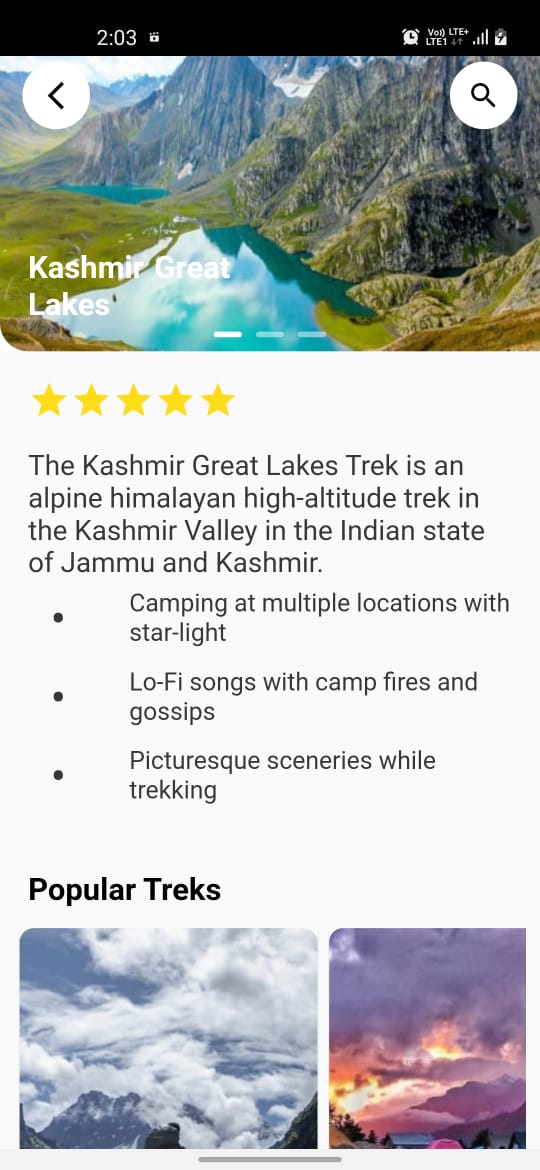 2:03
Vo)) LTE+
LTE1
Kashmir Great
Lakes
The Kashmir Great Lakes Trek is an
alpine himalayan high-altitude trek in
the Kashmir Valley in the Indian state
of Jammu and Kashmir.
• Camping at multiple locations with
star-light
• Lo-Fi songs with camp fires and
gossips
• Picturesque sceneries while
trekking
Popular Treks